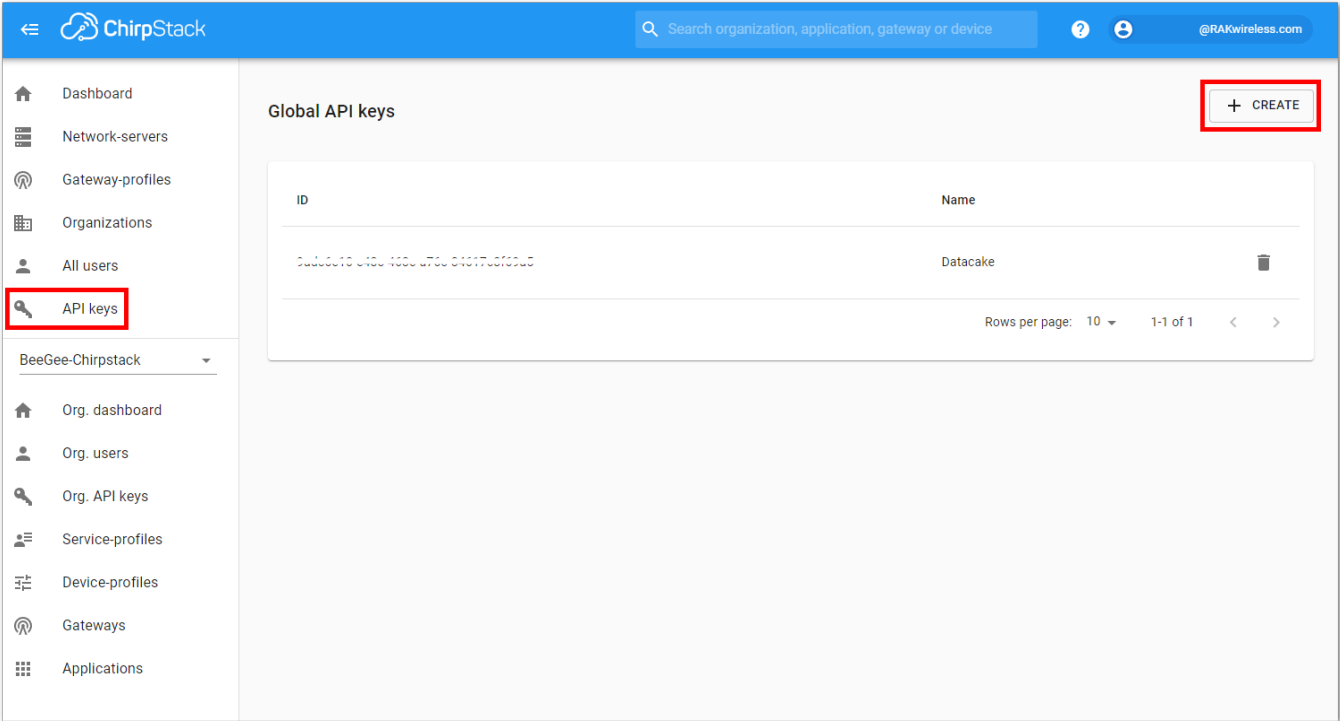 ChirpStack
Search organization, application, gateway or device
@RAKwireless.com
Dashboard
Network-servers
Gateway-profiles
Organizations
All users
API keys
BeeGee-Chirpstack
Org. dashboard
Org. users
Org. API keys
Service-profiles
Device-profiles
Gateways
Applications
Global API keys
+ CREATE
ID Name
Datacake
Rows per page: 10 1-1 of 1